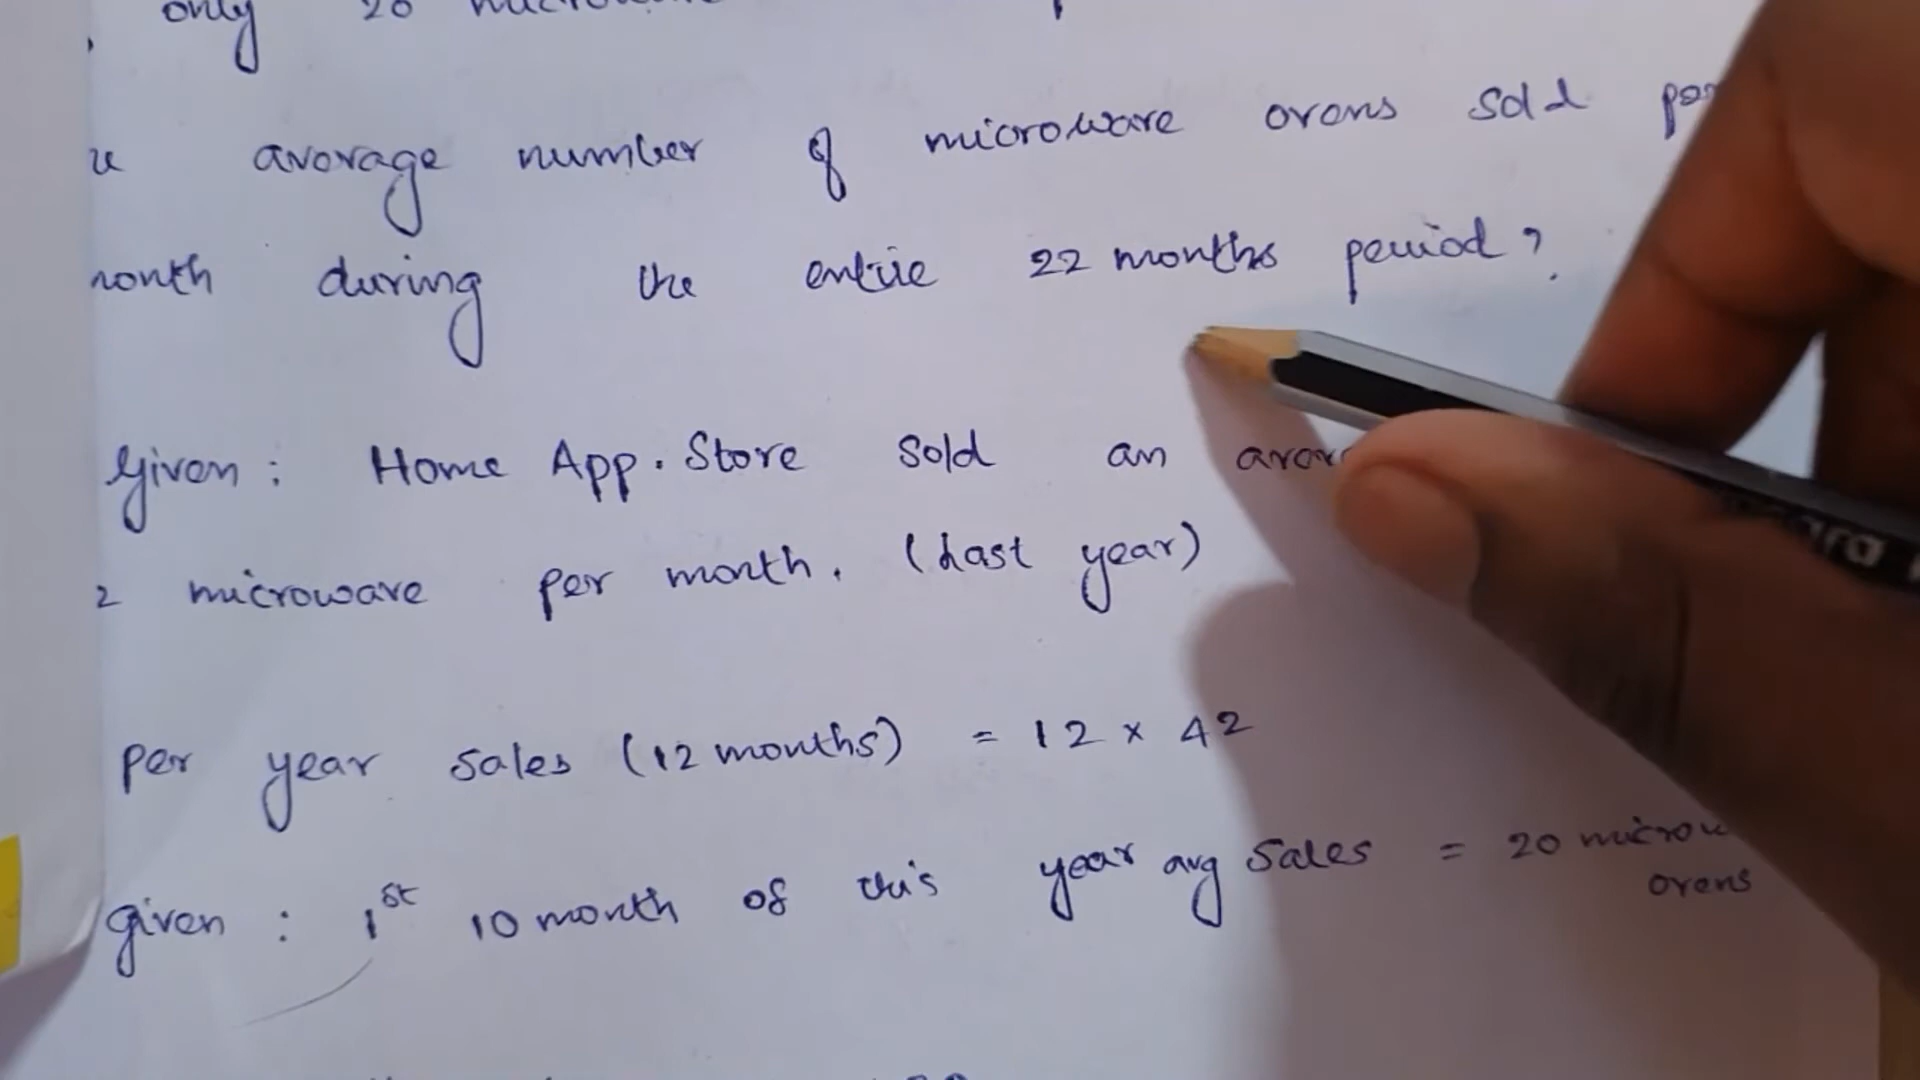 only 20
average number of microwave ovens sold per
month during the entire 22 months period?
Given: Home App. Store sold an
2 microwave per month. (Last year)
per year sales (12 months) = 12 x 42
given: 1st 10 month of this year avg sales = 20
ovens